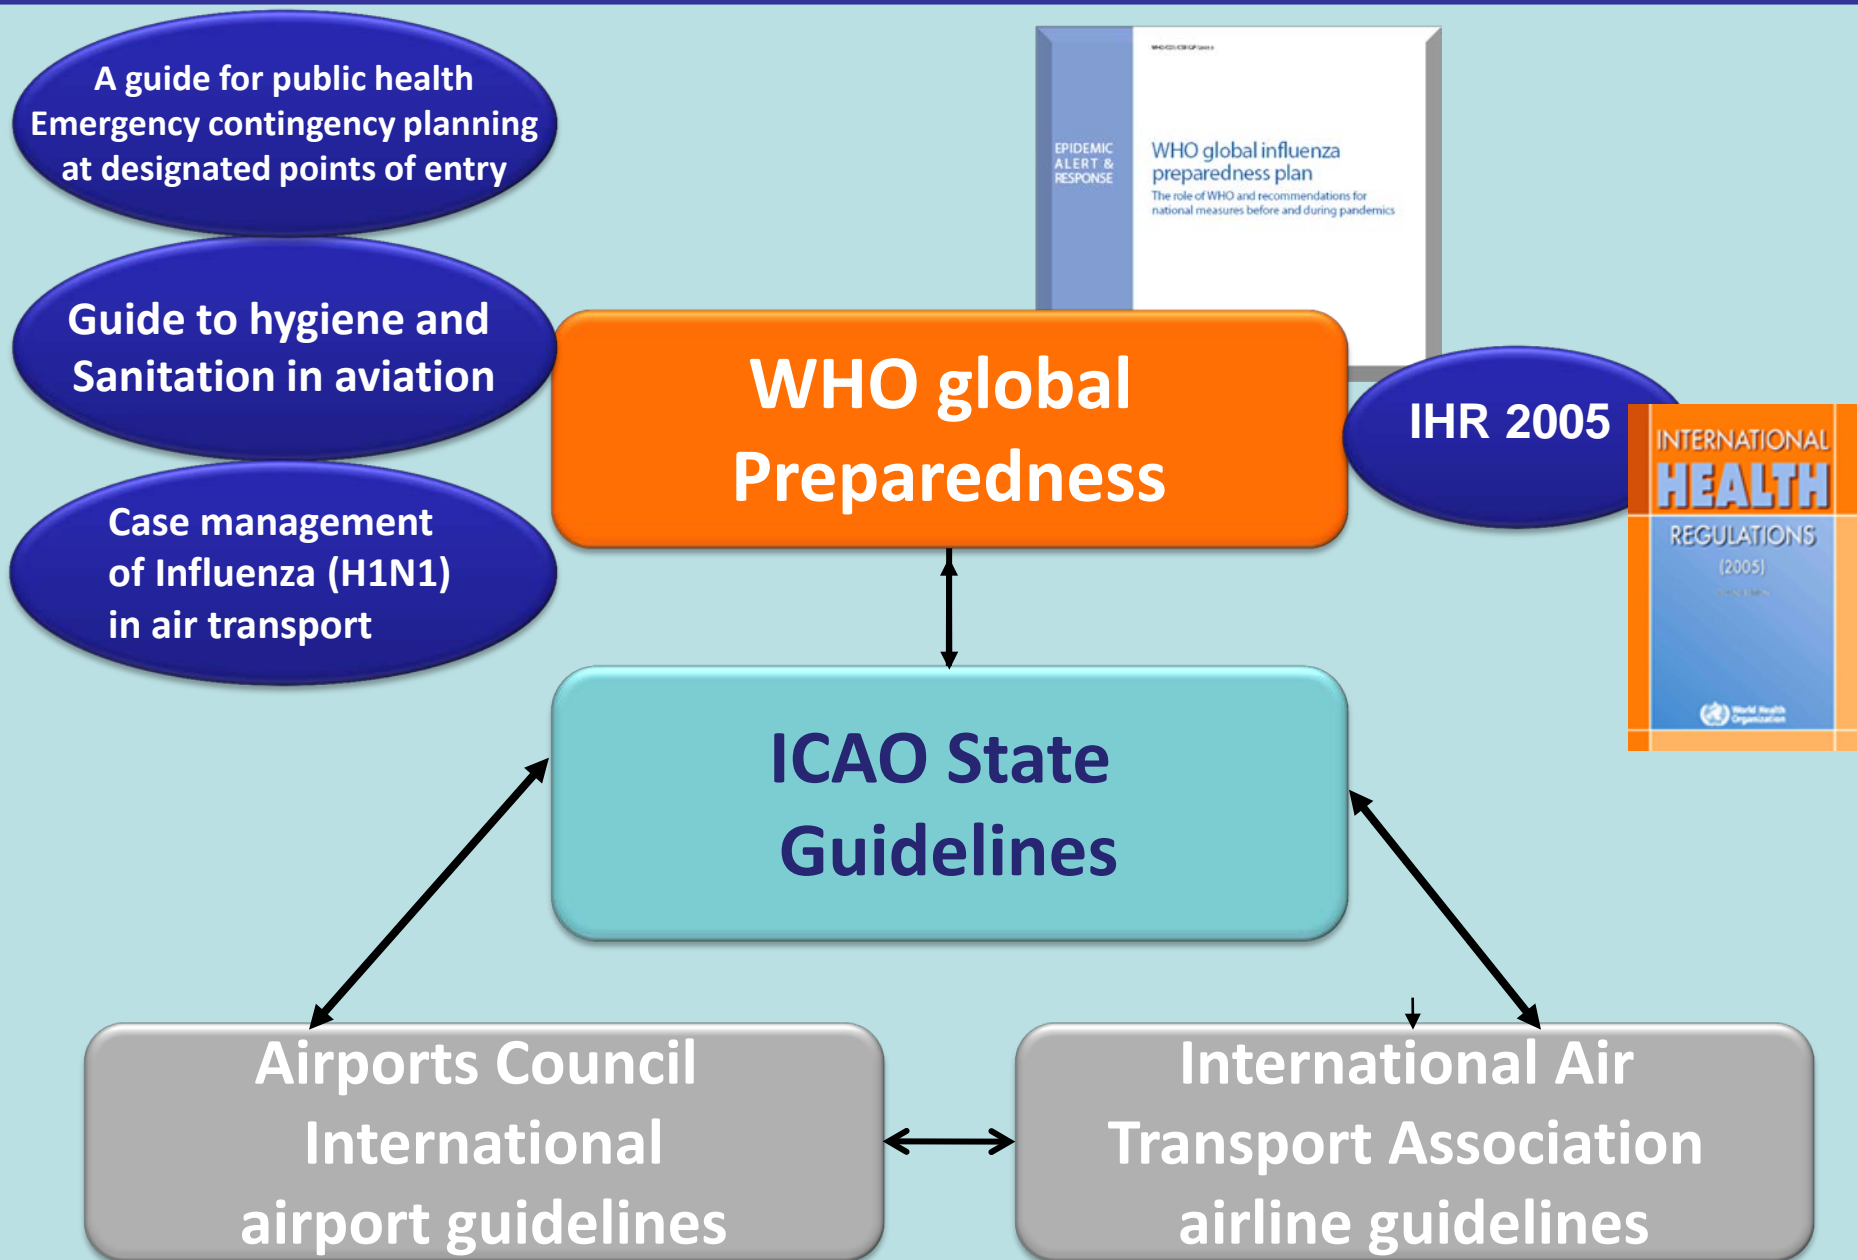 A guide for public health
Emergency contingency planning
at designated points of entry
Guide to hygiene and
Sanitation in aviation
Case management
of Influenza (H1N1)
in air transport
EPIDEMIC
ALERT &
RESPONSE
WHO global influenza
preparedness plan
The role of WHO and recommendations for
national measures before and during pandemics
WHO global
Preparedness
IHR 2005
INTERNATIONAL
HEALTH
REGULATIONS
(2005)
World Health
Organization
ICAO State
Guidelines
Airports Council
International
airport guidelines
International Air
Transport Association
airline guidelines